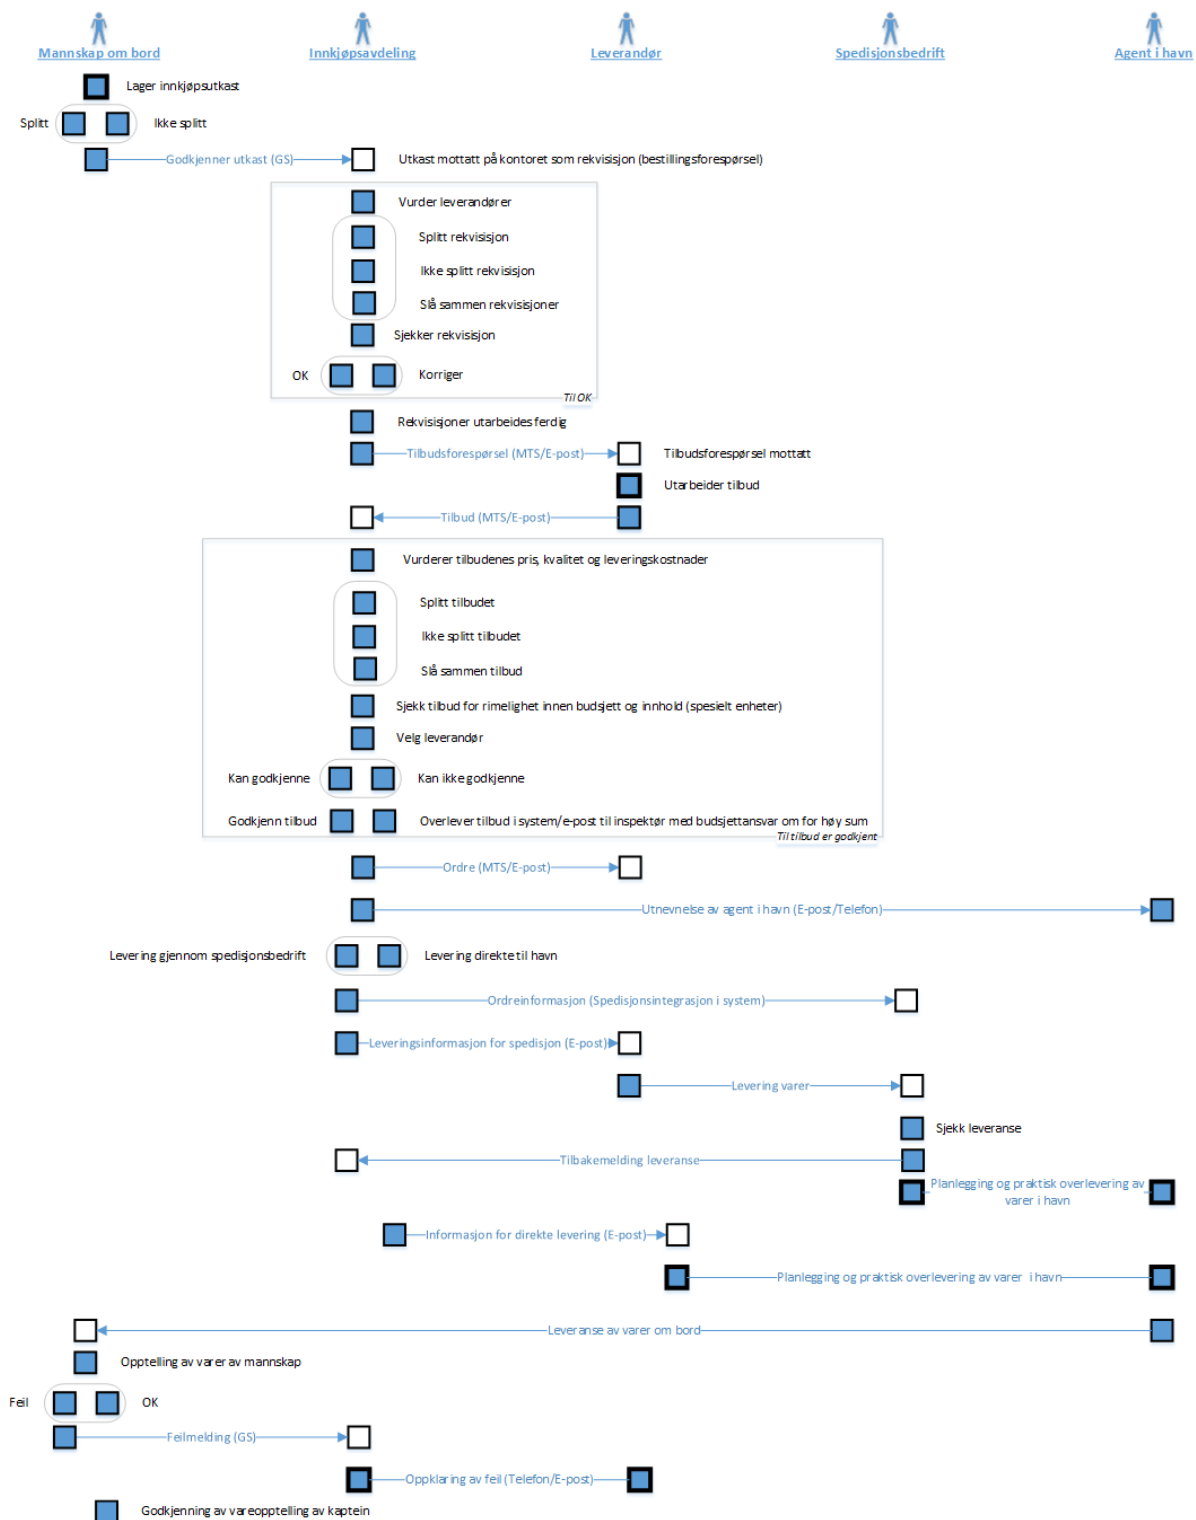 Mannskap om bord
Innkjøpsavdeling
Leverandør
Spedisjonsbedrift
Agent i havn
Lager innkjøpsutkast
Splitt
Ikke splitt
Godkjenner utkast (GS)
Utkast mottatt på kontoret som rekvisisjon (bestillingsforespørsel)
Vurder leverandører
Splitt rekvisisjon
Ikke splitt rekvisisjon
Slå sammen rekvisisjoner
Sjekker rekvisisjon
OK
Korriger
Til OK
Rekvisisjoner utarbeides ferdig
Tilbudsforespørsel (MTS/E-post)
Tilbudsforespørsel mottatt
Utarbeider tilbud
Tilbud (MTS/E-post)
Vurderer tilbudenes pris, kvalitet og leveringskostnader
Splitt tilbudet
Ikke splitt tilbudet
Slå sammen tilbud
Sjekk tilbud for rimelighet innen budsjett og innhold (spesielt enheter)
Velg leverandør
Kan godkjenne
Kan ikke godkjenne
Godkjenn tilbud
Overlever tilbud i system/e-post til inspektør med budsjettansvar om for høy sum
Til tilbud er godkjent
Ordre (MTS/E-post)
Utnevnelse av agent i havn (E-post/Telefon)
Levering gjennom spedisjonsbedrift
Levering direkte til havn
Ordreinformasjon (Spedisjonsintegrasjon i system)
Leveringsinformasjon for spedisjon (E-post)
Levering varer
Sjekk leveranse
Tilbakemelding leveranse
Planlegging og praktisk overlevering av
varer i havn
Informasjon for direkte levering (E-post)
Planlegging og praktisk overlevering av varer i havn
Leveranse av varer om bord
Opptelling av varer av mannskap
Feil
OK
Feilmelding (GS)
Oppklaring av feil (Telefon/E-post)
Godkjenning av vareopptelling av kaptein